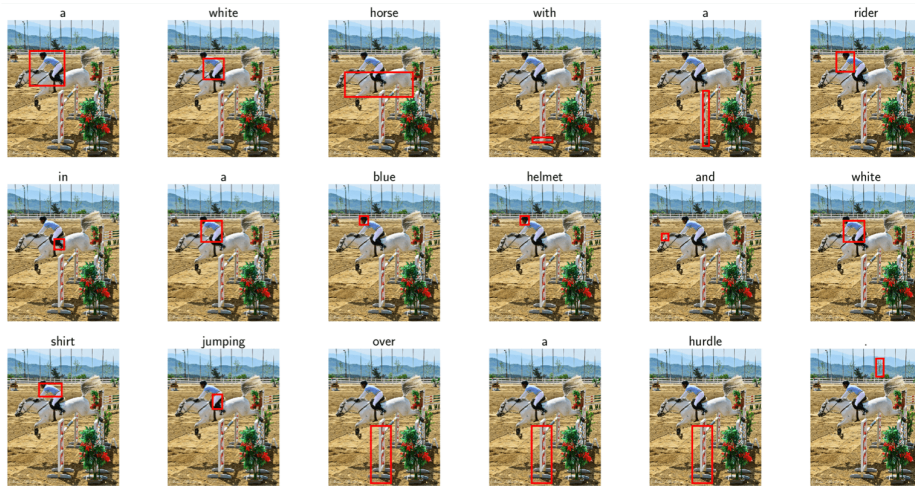 a white horse with a rider
in a blue helmet and white
shirt jumping over a hurdle .